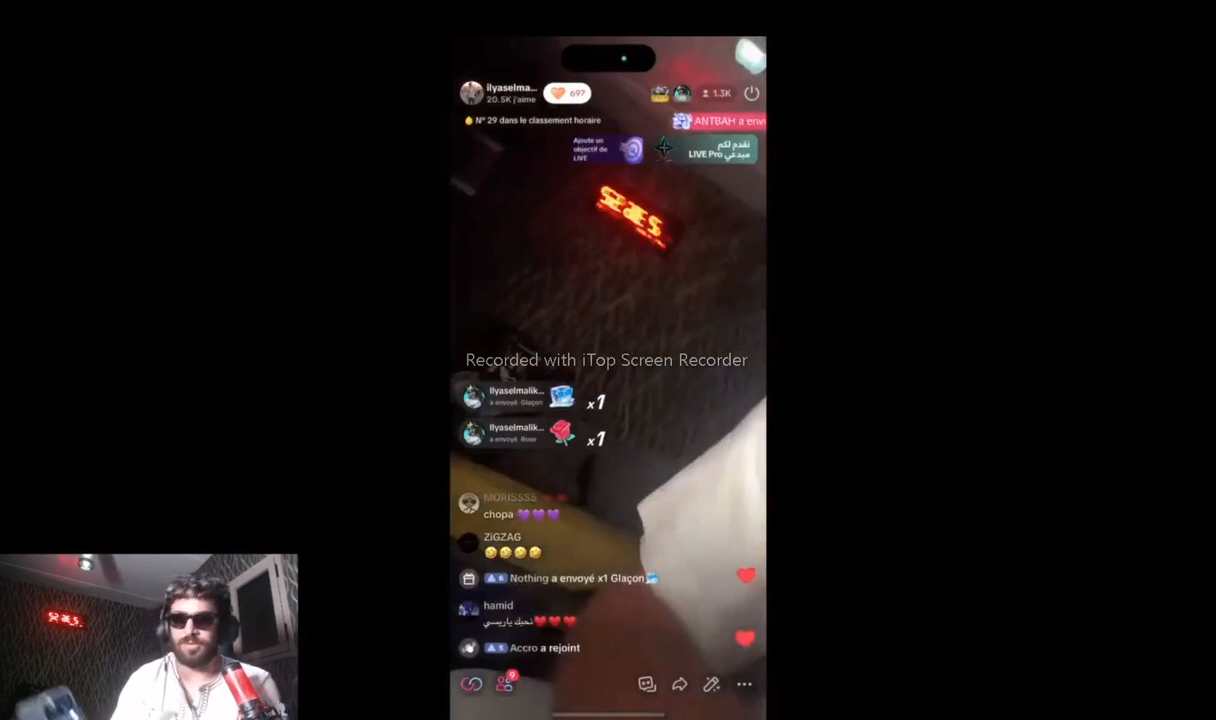 ilyaselma...
20.5K j'aime
697
1.3K
N° 29 dans le classement horaire
ANTBAH a env
Ajoute un
objectif de
LIVE
نقدم لكم
مبدعي LIVE Pro
Recorded with iTop Screen Recorder
Ilyaselmalik...
a envoyé Glaçon
x1
Ilyaselmalik...
a envoyé Rose
x1
MORISSSS
chopa 💜💜💜
ZiGZAG
🤣🤣🤣🤣
6 Nothing a envoyé x1 Glaçon
hamid
نحبك ياريسي❤️❤️❤️
5 Accro a rejoint
9